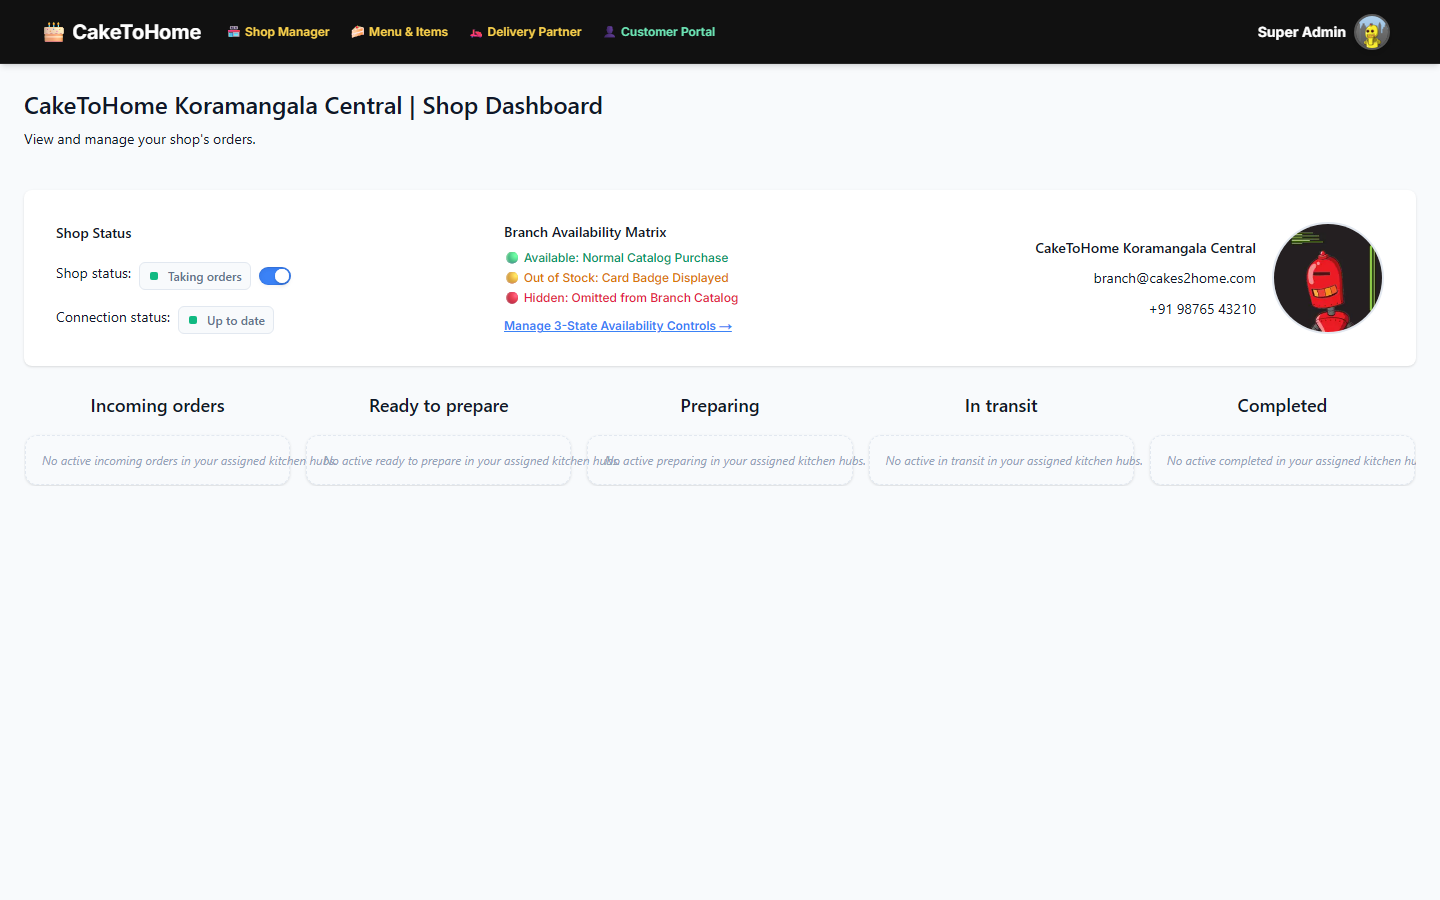 CakeToHome
Shop Manager
Menu & Items
Delivery Partner
Customer Portal
Super Admin
CakeToHome Koramangala Central | Shop Dashboard
View and manage your shop's orders.
Shop Status
Shop status: Taking orders
Connection status: Up to date
Branch Availability Matrix
Available: Normal Catalog Purchase
Out of Stock: Card Badge Displayed
Hidden: Omitted from Branch Catalog
Manage 3-State Availability Controls →
CakeToHome Koramangala Central
branch@cakes2home.com
+91 98765 43210
Incoming orders
No active incoming orders in your assigned kitchen hubs.
Ready to prepare
No active ready to prepare in your assigned kitchen hubs.
Preparing
No active preparing in your assigned kitchen hubs.
In transit
No active in transit in your assigned kitchen hubs.
Completed
No active completed in your assigned kitchen hu